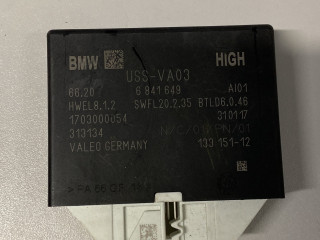 BMW HIGH
USS-VA03
66.20 6 841 649 AI01
HWEL8.1.2 SWFL20.2.35 BTLD6.0.46
1703000054 310117
313134
VALEO GERMANY 133 151-12